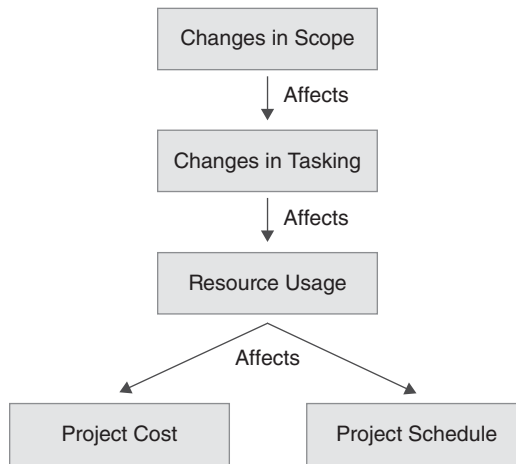 Changes in Scope
Affects
Changes in Tasking
Affects
Resource Usage
Affects
Project Cost
Project Schedule